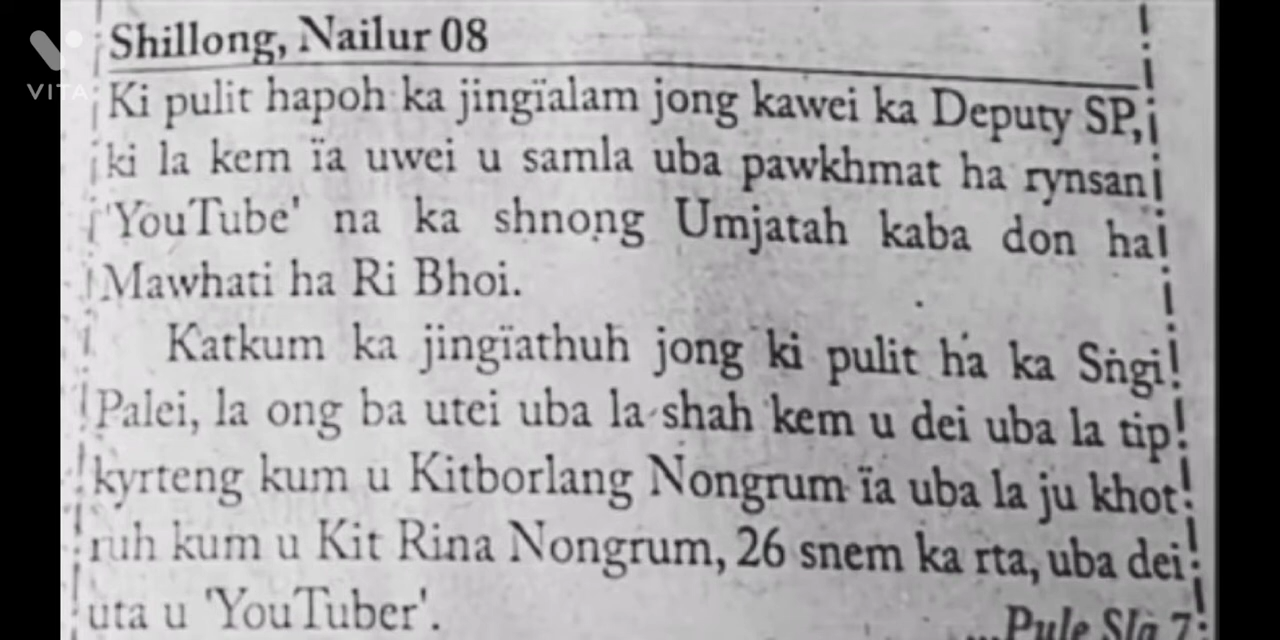 Shillong, Nailur 08
VITA
Ki pulit hapoh ka jingïalam jong kawei ka Deputy SP,
ki la kem ïa uwei u samla uba pawkhmat ha rynsan
'YouTube' na ka shnong Umjatah kaba don ha
Mawhati ha Ri Bhoi.
Katkum ka jingïathuh jong ki pulit ha ka Sngi
Palei, la ong ba utei uba la shah kem u dei uba la tip
kyrteng kum u Kitborlang Nongrum ïa uba la ju khot
ruh kum u Kit Rina Nongrum, 26 snem ka rta, uba dei
uta u 'YouTuber'.
...Pule Sla 7